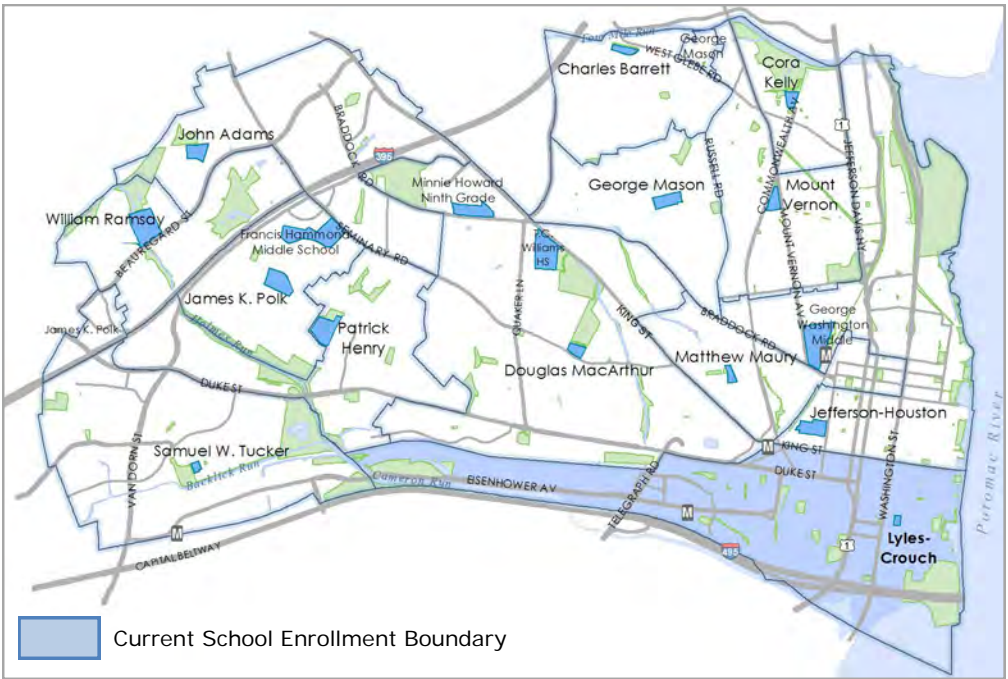 Four Mile Run
George
Mason
WEST GLEBE RD
Charles Barrett
Cora
Kelly
John Adams
BRADDOCK RD
395
1
JEFFERSON DAVIS HY
RUSSELL RD
COMMONWEALTH AV
Minnie Howard
Ninth Grade
George Mason
Mount
Vernon
MOUNT VERNON AV
William Ramsay
BEAUREGARD ST
Francis Hammond
Middle School
SEMINARY RD
T.C.
Williams
HS
James K. Polk
QUAKER LN
KING ST
BRADDOCK RD
George
Washington
Middle
M
James K. Polk
Holmes Run
Patrick
Henry
Douglas MacArthur
Matthew Maury
DUKE ST
Jefferson-Houston
Potomac River
VAN DORN ST
Samuel W. Tucker
Backlick Run
Cameron Run
EISENHOWER AV
TELEGRAPH RD
M
KING ST
DUKE ST
WASHINGTON ST
M
M
CAPITAL BELTWAY
495
1
Lyles-
Crouch
Current School Enrollment Boundary